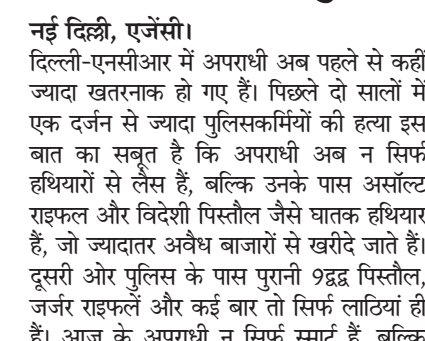 नई दिल्ली, एजेंसी।
दिल्ली-एनसीआर में अपराधी अब पहले से कहीं
ज्यादा खतरनाक हो गए हैं। पिछले दो सालों में
एक दर्जन से ज्यादा पुलिसकर्मियों की हत्या इस
बात का सबूत है कि अपराधी अब न सिर्फ
हथियारों से लैस हैं, बल्कि उनके पास असॉल्ट
राइफल और विदेशी पिस्तौल जैसे घातक हथियार
हैं, जो ज्यादातर अवैध बाजारों से खरीदे जाते हैं।
दूसरी ओर पुलिस के पास पुरानी 9द्वद्व पिस्तौल,
जर्जर राइफलें और कई बार तो सिर्फ लाठियां ही
हैं। आज के अपराधी न सिर्फ स्मार्ट हैं, बल्कि